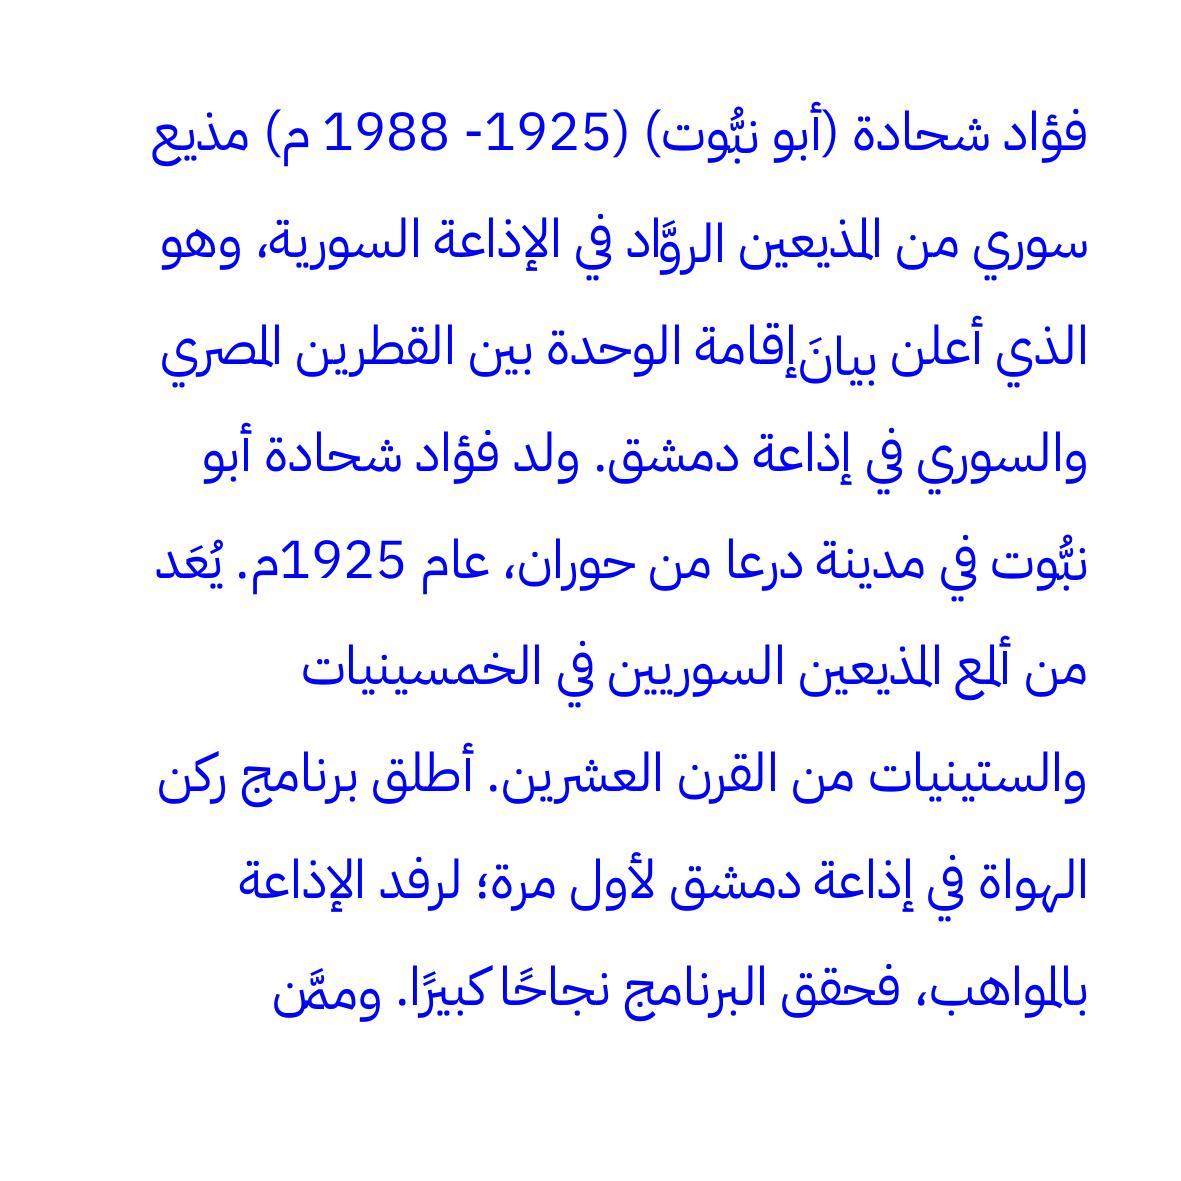 فؤاد شحادة (أبو نبُّوت) (1925- 1988 م) مذيع
سوري من المذيعين الروَّاد في الإذاعة السورية، وهو
الذي أعلن بيانَ إقامة الوحدة بين القطرين المصري
والسوري في إذاعة دمشق. ولد فؤاد شحادة أبو
نبُّوت في مدينة درعا من حوران، عام 1925م. يُعَد
من ألمع المذيعين السوريين في الخمسينيات
والستينيات من القرن العشرين. أطلق برنامج ركن
الهواة في إذاعة دمشق لأول مرة؛ لرفد الإذاعة
بالمواهب، فحقق البرنامج نجاحًا كبيرًا. وممَّن